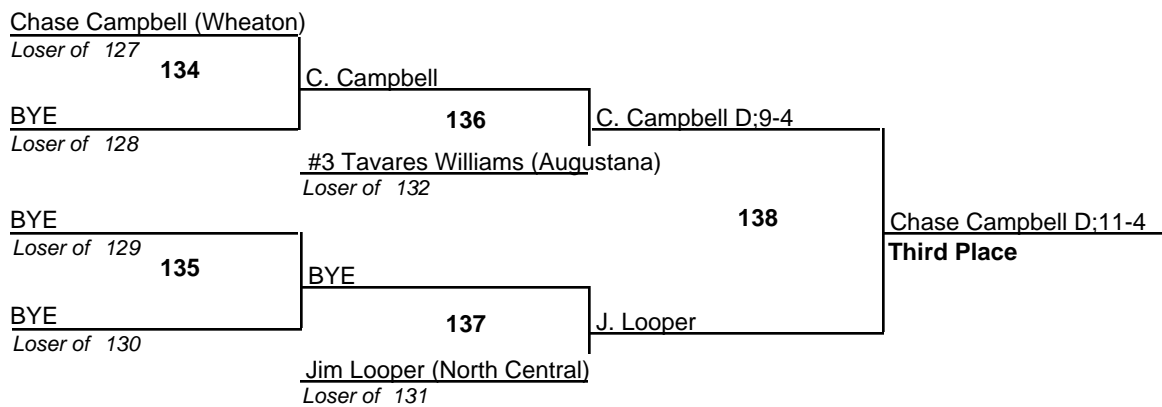 Chase Campbell (Wheaton)
Loser of 127
134
BYE
Loser of 128
C. Campbell
136
#3 Tavares Williams (Augustana)
Loser of 132
C. Campbell D;9-4
BYE
Loser of 129
135
BYE
Loser of 130
BYE
137
Jim Looper (North Central)
Loser of 131
J. Looper
138
Chase Campbell D;11-4
Third Place